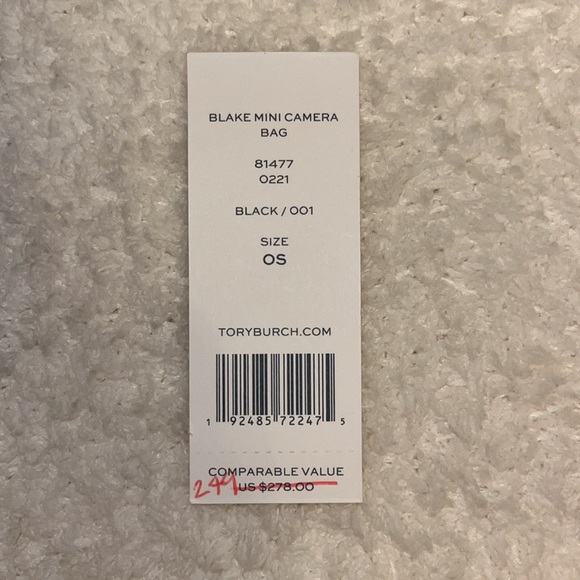 BLAKE MINI CAMERA
BAG
81477
0221
BLACK / 001
SIZE
OS
TORYBURCH.COM
1 92485 72247 5
COMPARABLE VALUE
249 US $278.00